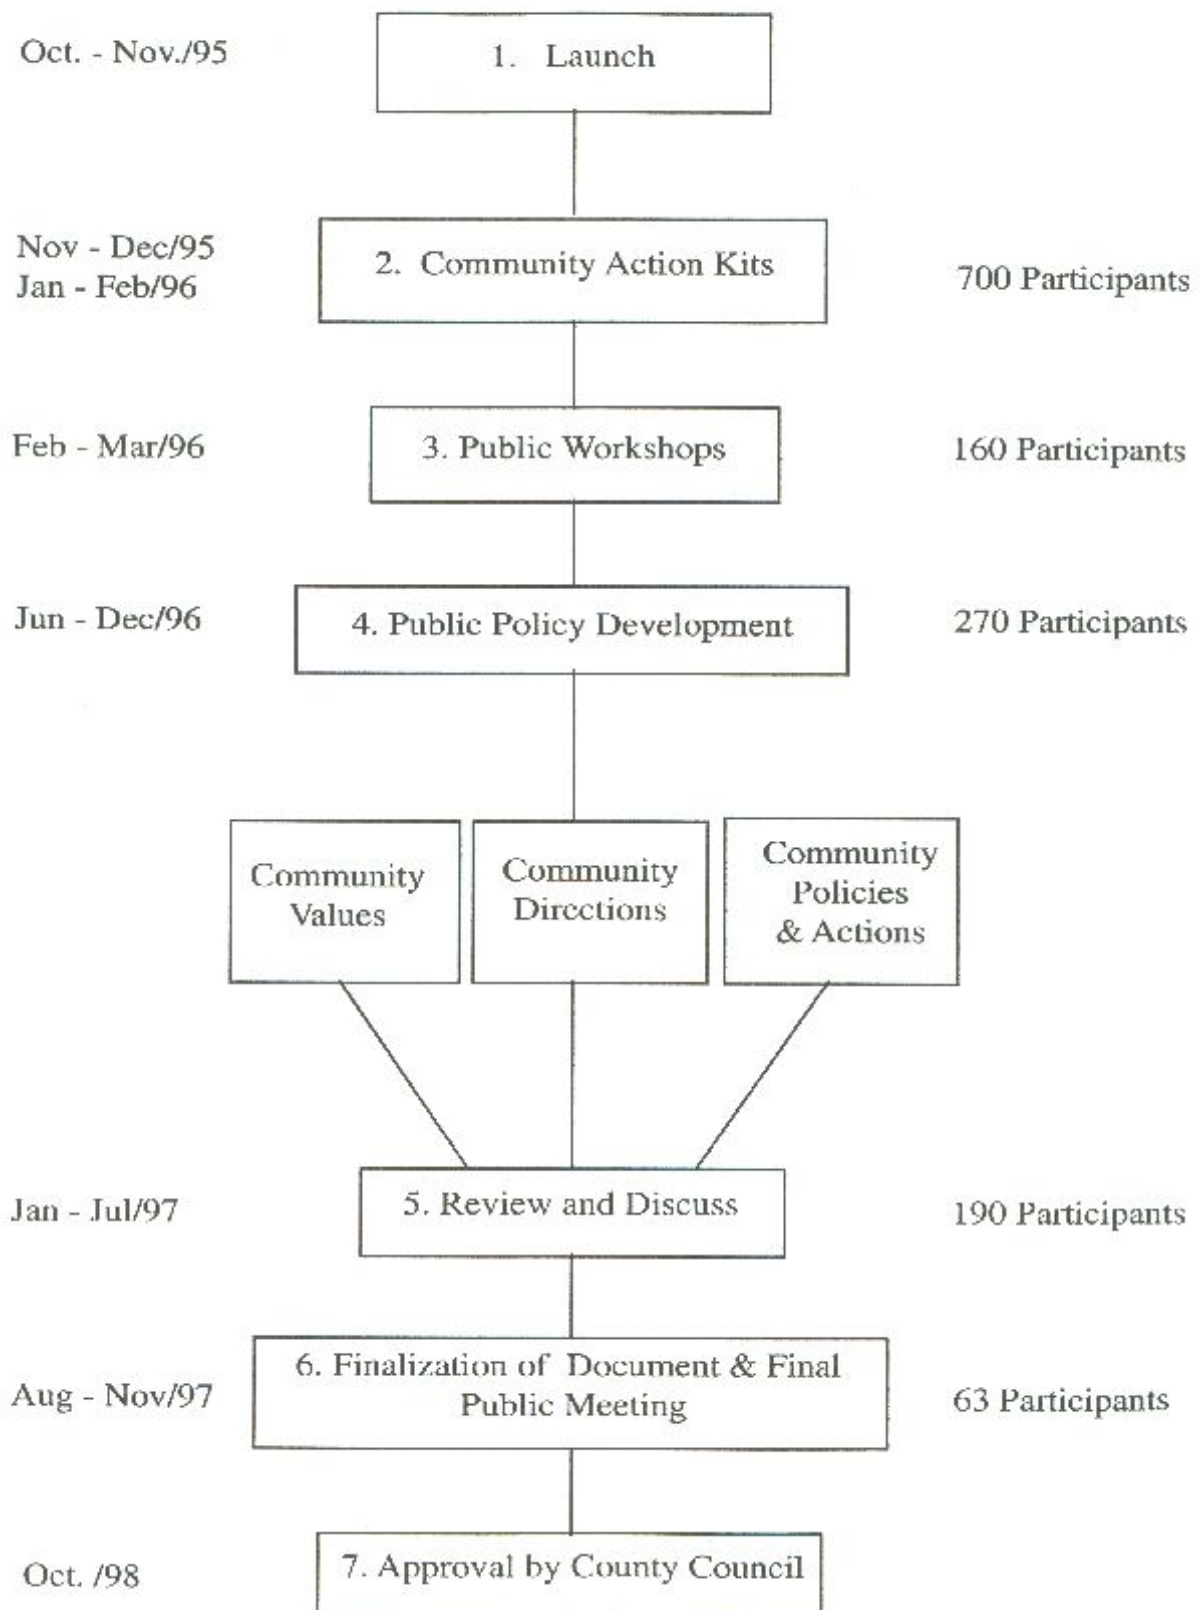 Oct. - Nov./95
1. Launch
Nov - Dec/95
Jan - Feb/96
2. Community Action Kits
700 Participants
Feb - Mar/96
3. Public Workshops
160 Participants
Jun - Dec/96
4. Public Policy Development
270 Participants
Community
Values
Community
Directions
Community
Policies
& Actions
Jan - Jul/97
5. Review and Discuss
190 Participants
Aug - Nov/97
6. Finalization of Document & Final
Public Meeting
63 Participants
Oct. /98
7. Approval by County Council